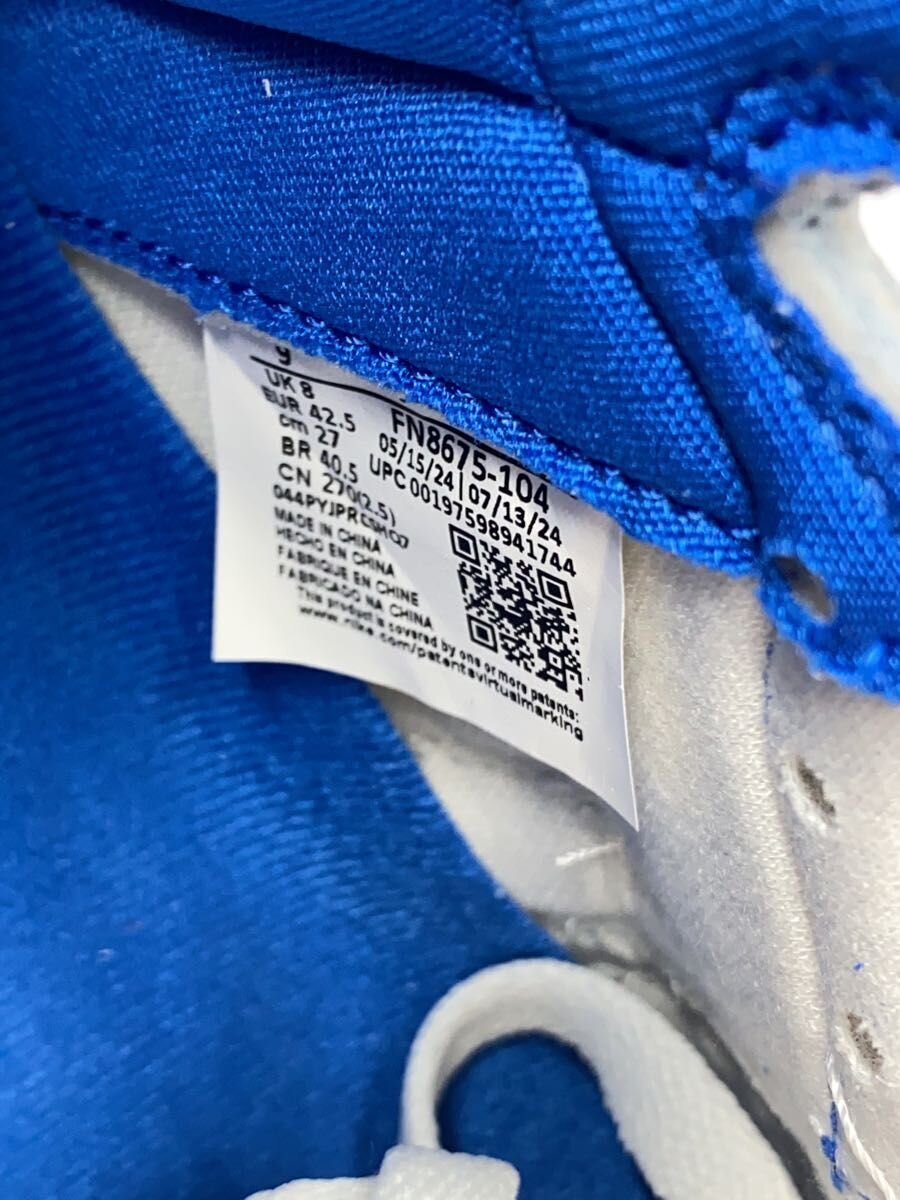 9
UK 8
EUR 42.5
cm 27
BR 40.5
CN 270(2.5)
FN8675-104
05/15/24 | 07/13/24
UPC 00197598941744
MADE IN CHINA
HECHO EN CHINA
FABRIQUE EN CHINE
FABRICADO NA CHINA
This product is covered by one or more patents:
www.nike.com/patentsvirtualmarking